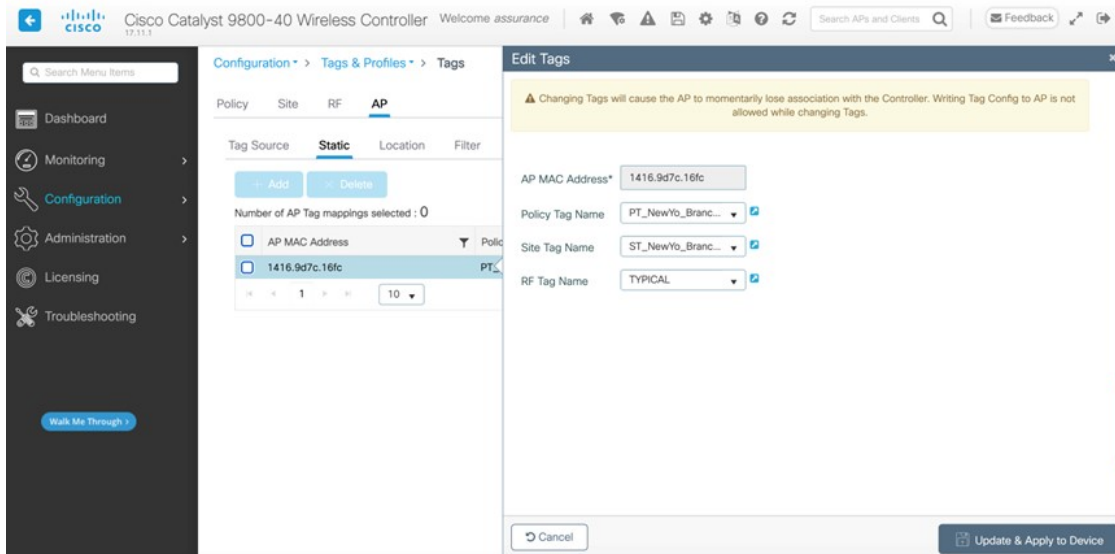 CISCO
Cisco Catalyst 9800-40 Wireless Controller
17.11.1
Welcome assurance
Search APs and Clients
Feedback
Search Menu Items
Dashboard
Monitoring
Configuration
Administration
Licensing
Troubleshooting
Walk Me Through >
Configuration > Tags & Profiles > Tags
Policy Site RF AP
Tag Source Static Location Filter
+ Add × Delete
Number of AP Tag mappings selected : 0
AP MAC Address Polic
1416.9d7c.16fc PT_
1 10
Edit Tags
Changing Tags will cause the AP to momentarily lose association with the Controller. Writing Tag Config to AP is not
allowed while changing Tags.
AP MAC Address* 1416.9d7c.16fc
Policy Tag Name PT_NewYo_Branc...
Site Tag Name ST_NewYo_Branc...
RF Tag Name TYPICAL
Cancel
Update & Apply to Device